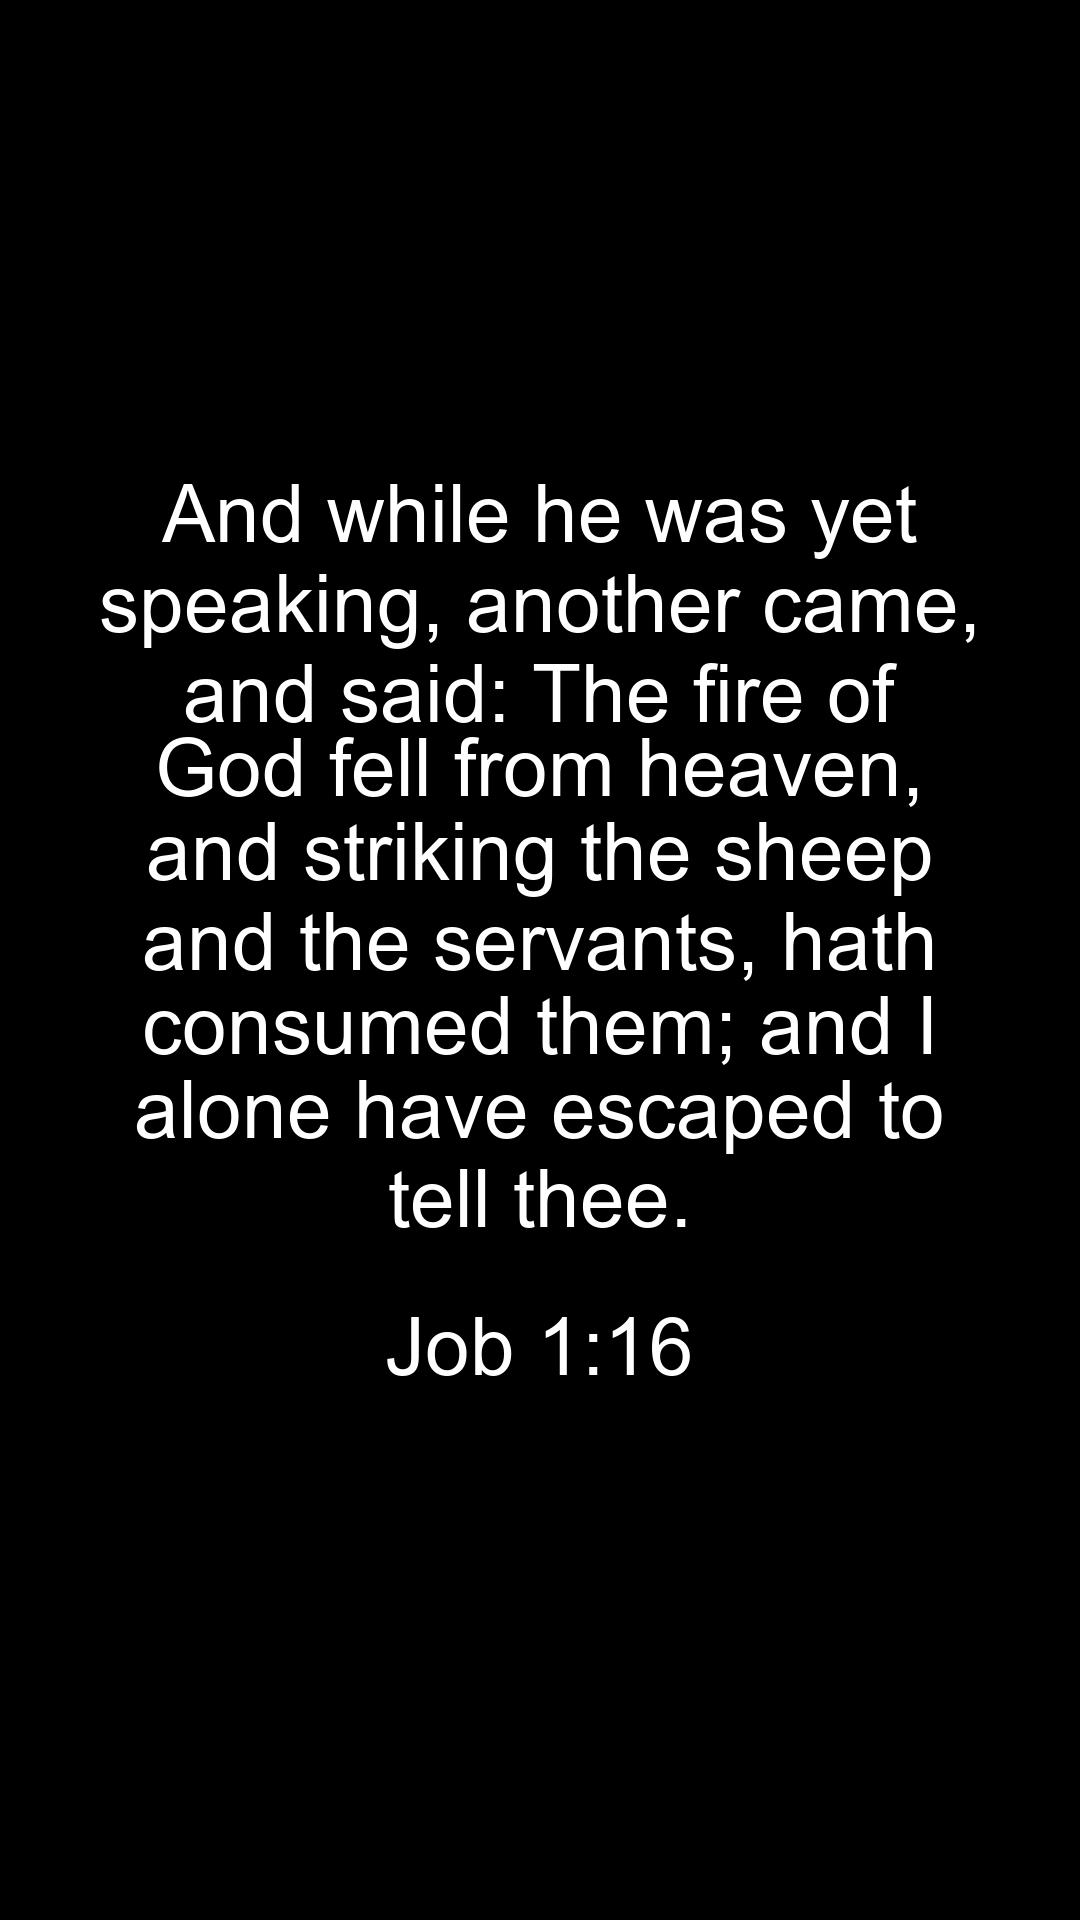 And while he was yet
speaking, another came,
and said: The fire of
God fell from heaven,
and striking the sheep
and the servants, hath
consumed them; and I
alone have escaped to
tell thee.
Job 1:16